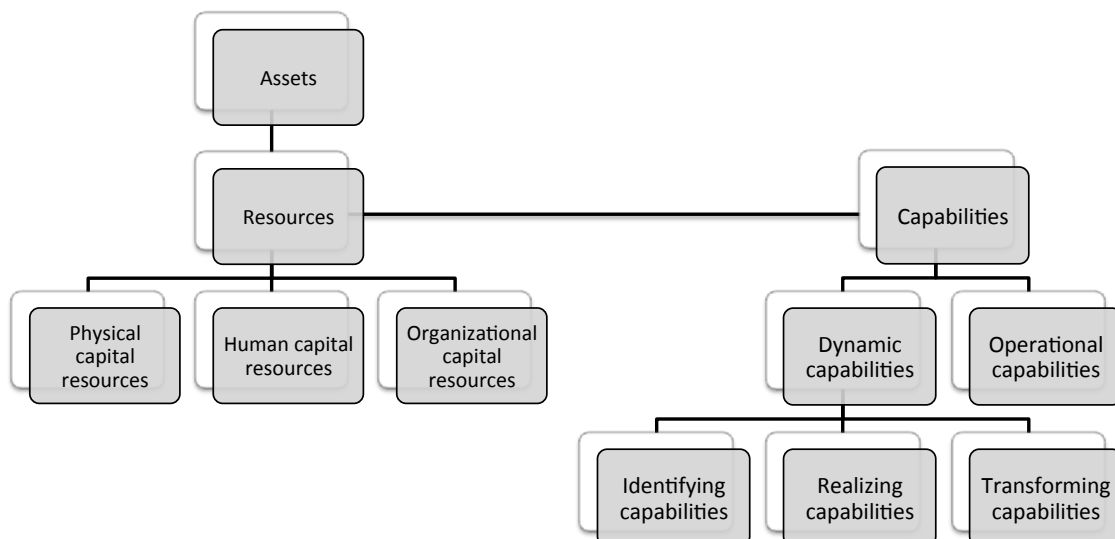 Assets
Resources
Capabilities
Physical
capital
resources
Human capital
resources
Organizational
capital
resources
Dynamic
capabilities
Operational
capabilities
Identifying
capabilities
Realizing
capabilities
Transforming
capabilities